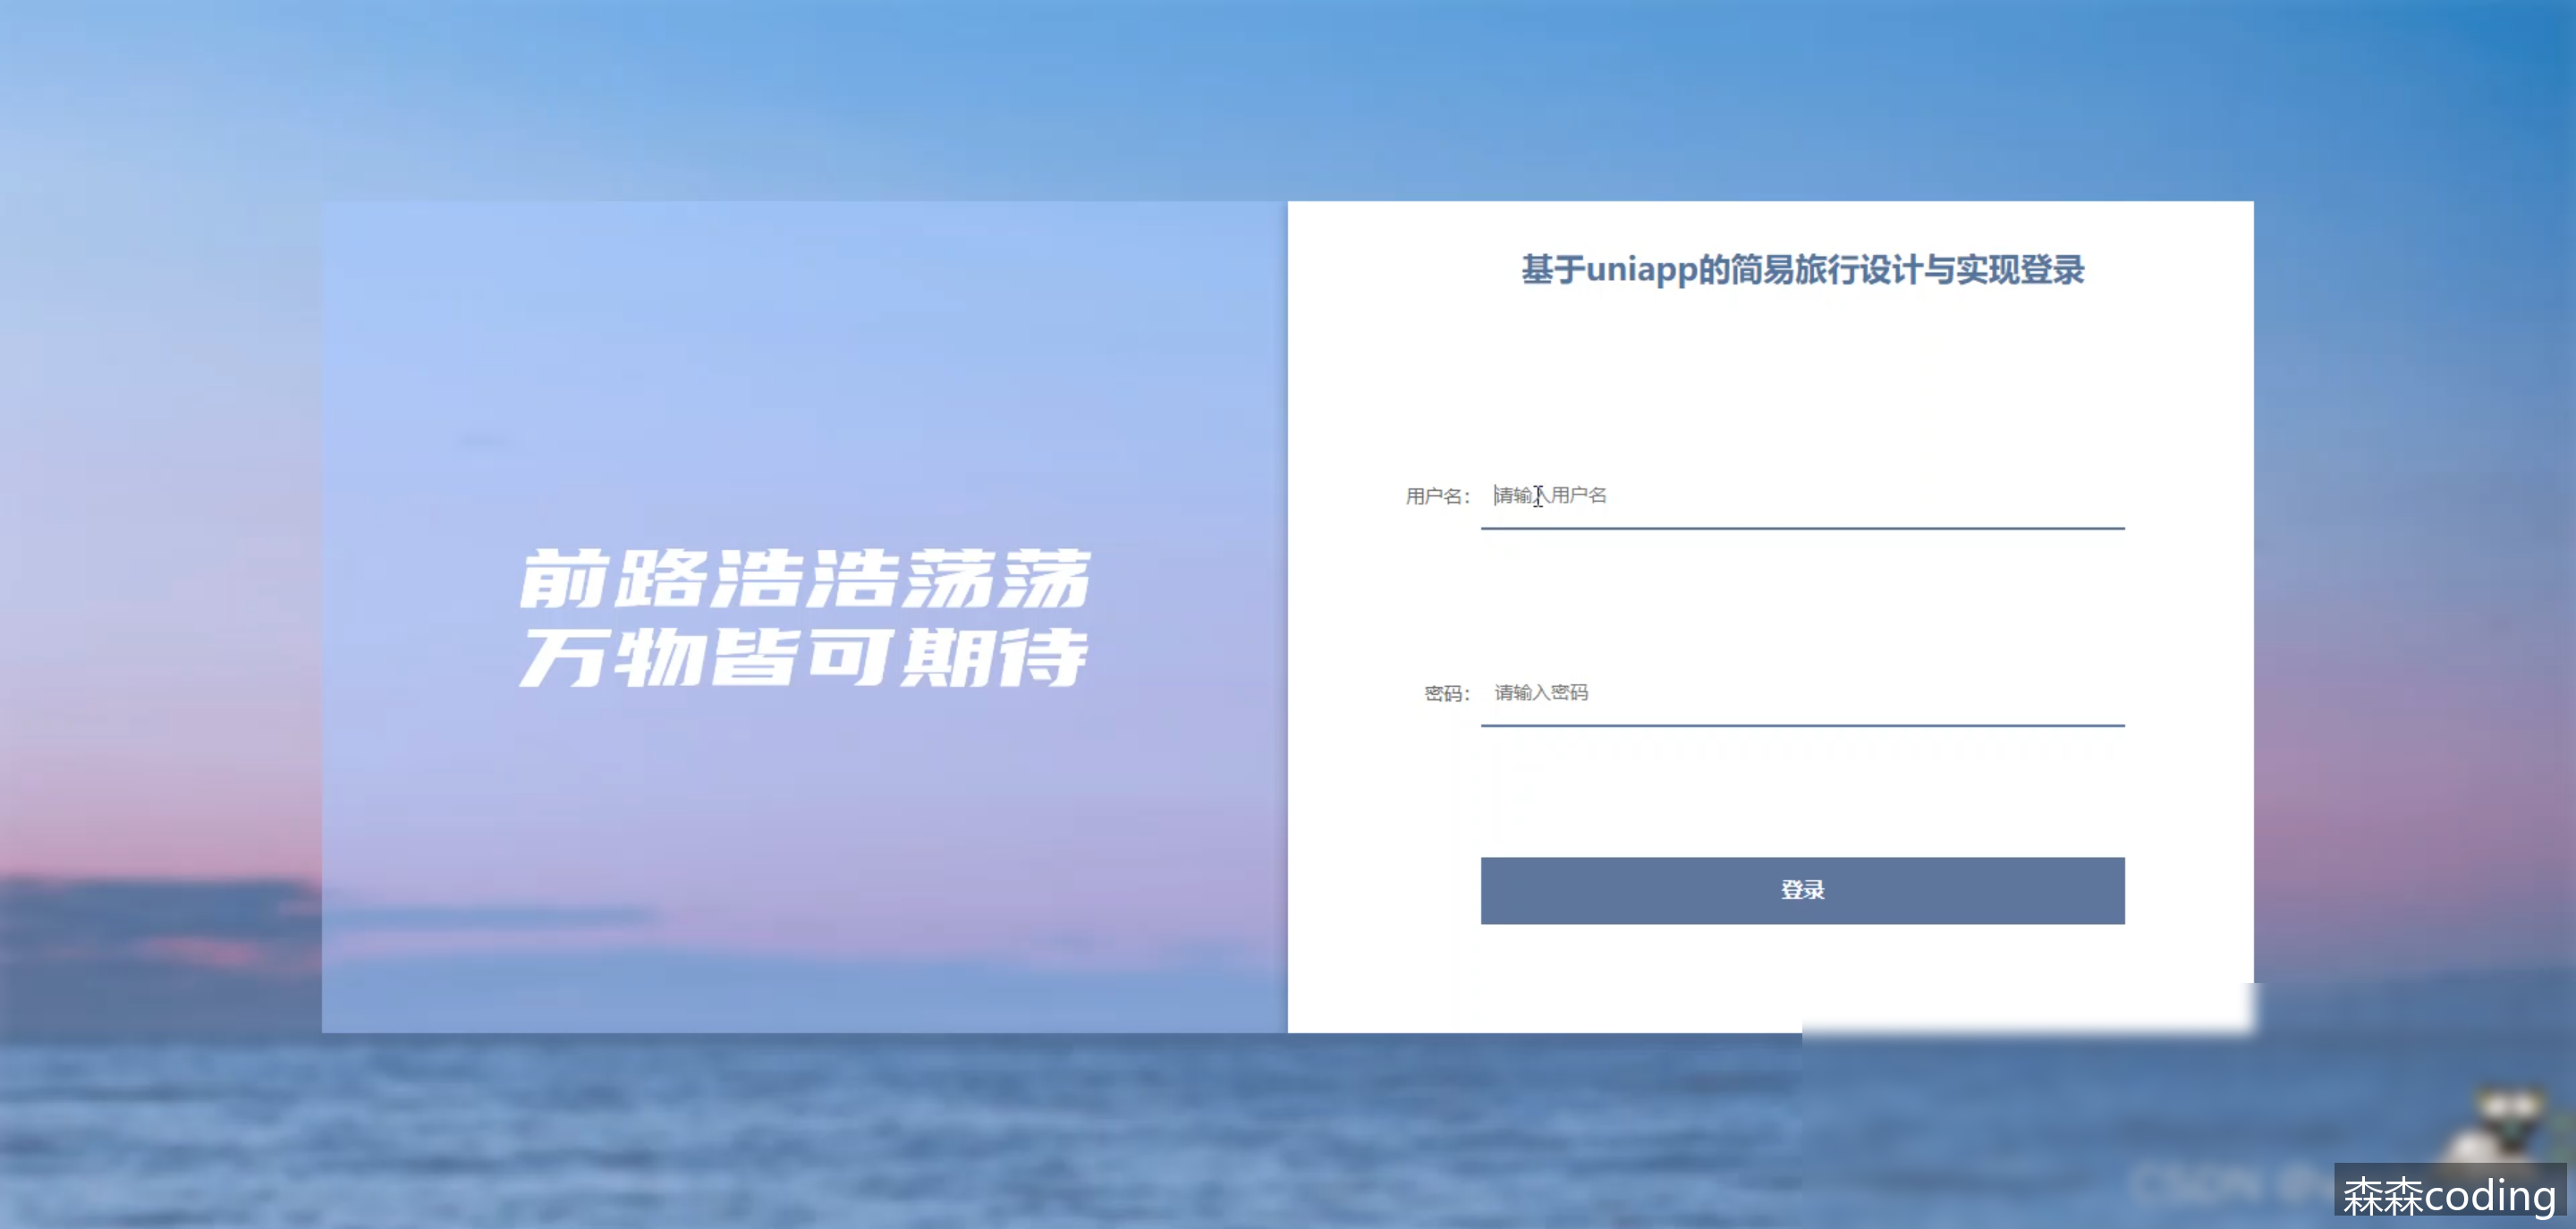 基于uniapp的简易旅行设计与实现登录
前路浩浩荡荡
万物皆可期待
用户名：
请输入用户名
密码：
请输入密码
登录
CSDN
森森coding